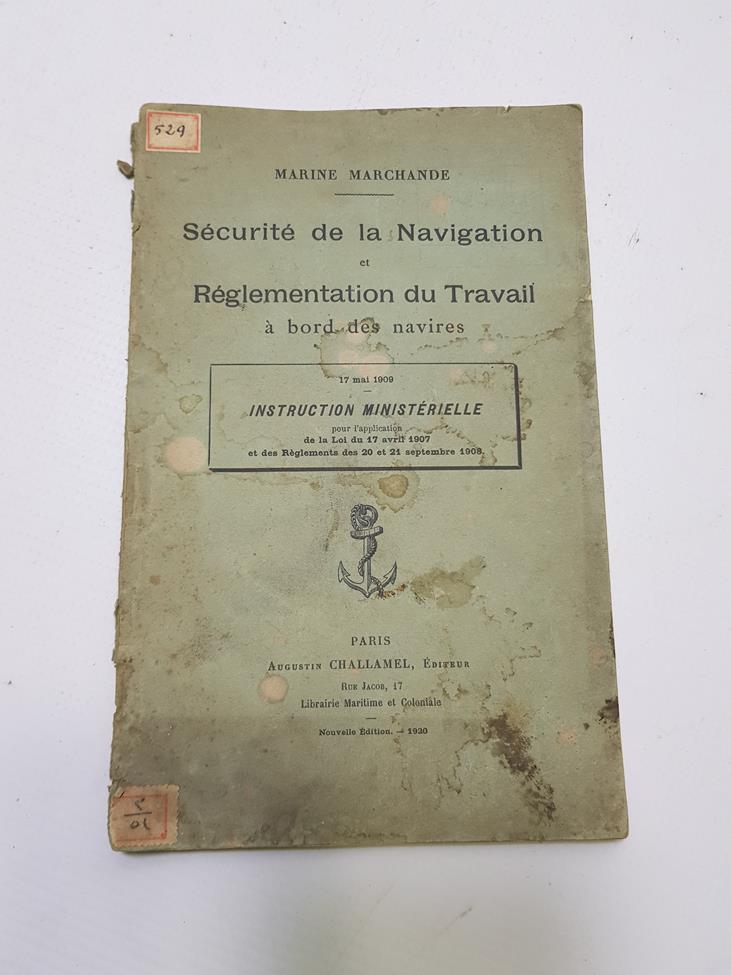 529
MARINE MARCHANDE
Sécurité de la Navigation
et
Réglementation du Travail
à bord des navires
17 mai 1909
INSTRUCTION MINISTÉRIELLE
pour l'application
de la Loi du 17 avril 1907
et des Règlements des 20 et 21 septembre 1908.
PARIS
Augustin CHALLAMEL, Éditeur
Rue Jacob, 17
Librairie Maritime et Coloniale
Nouvelle Édition. — 1920